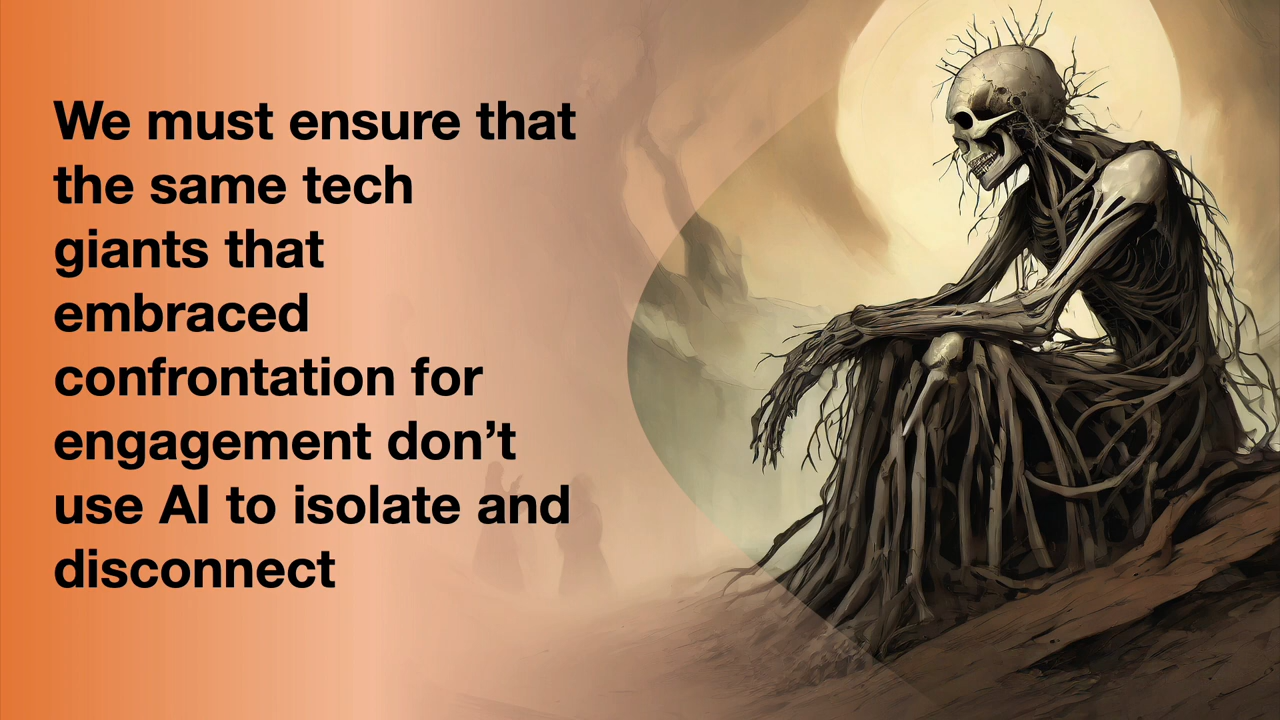 We must ensure that
the same tech
giants that
embraced
confrontation for
engagement don’t
use AI to isolate and
disconnect